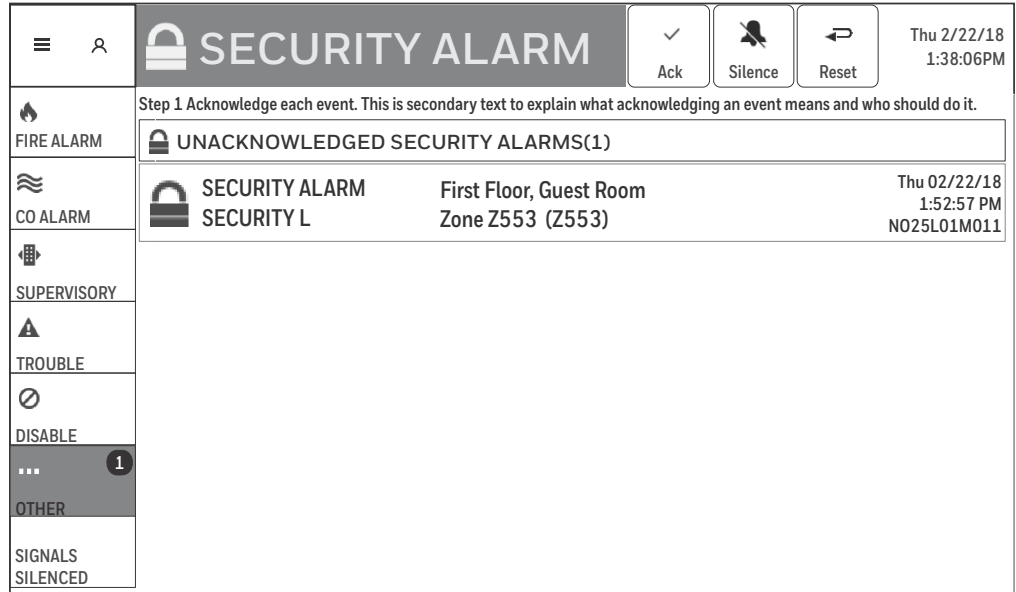 SECURITY ALARM
Ack
Silence
Reset
Thu 2/22/18
1:38:06PM
Step 1 Acknowledge each event. This is secondary text to explain what acknowledging an event means and who should do it.
UNACKNOWLEDGED SECURITY ALARMS(1)
SECURITY ALARM
SECURITY L
First Floor, Guest Room
Zone Z553 (Z553)
Thu 02/22/18
1:52:57 PM
N025L01M011
FIRE ALARM
CO ALARM
SUPERVISORY
TROUBLE
DISABLE
... 1
OTHER
SIGNALS
SILENCED